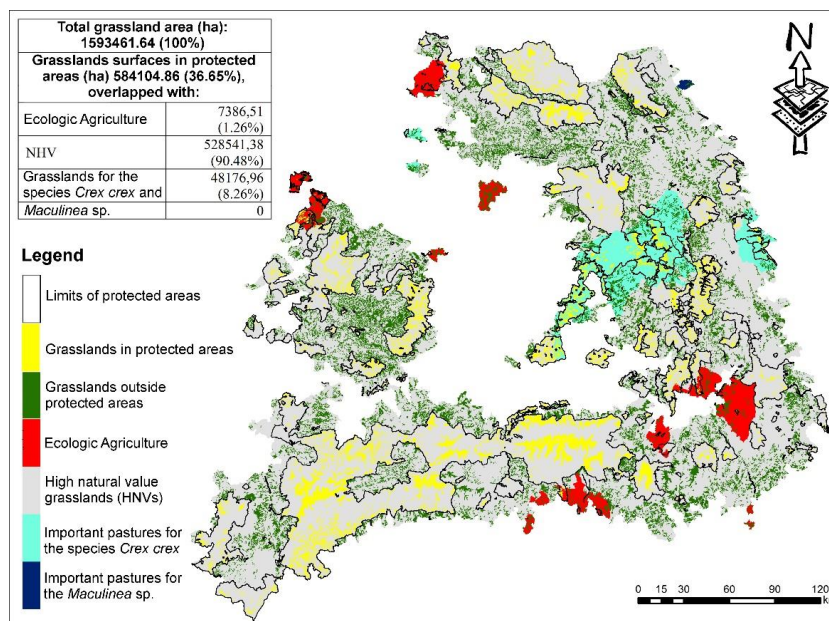 Total grassland area (ha):
1593461.64 (100%)
Grasslands surfaces in protected
areas (ha) 584104.86 (36.65%),
overlapped with:
Ecologic Agriculture
7386,51
(1.26%)
NHV
528541,38
(90.48%)
Grasslands for the
species Crex crex and
48176,96
(8.26%)
Maculinea sp.
0
N
Legend
Limits of protected areas
Grasslands in protected areas
Grasslands outside
protected areas
Ecologic Agriculture
High natural value
grasslands (HNVs)
Important pastures for
the species Crex crex
Important pastures for
the Maculinea sp.
0 15 30 60 90 120